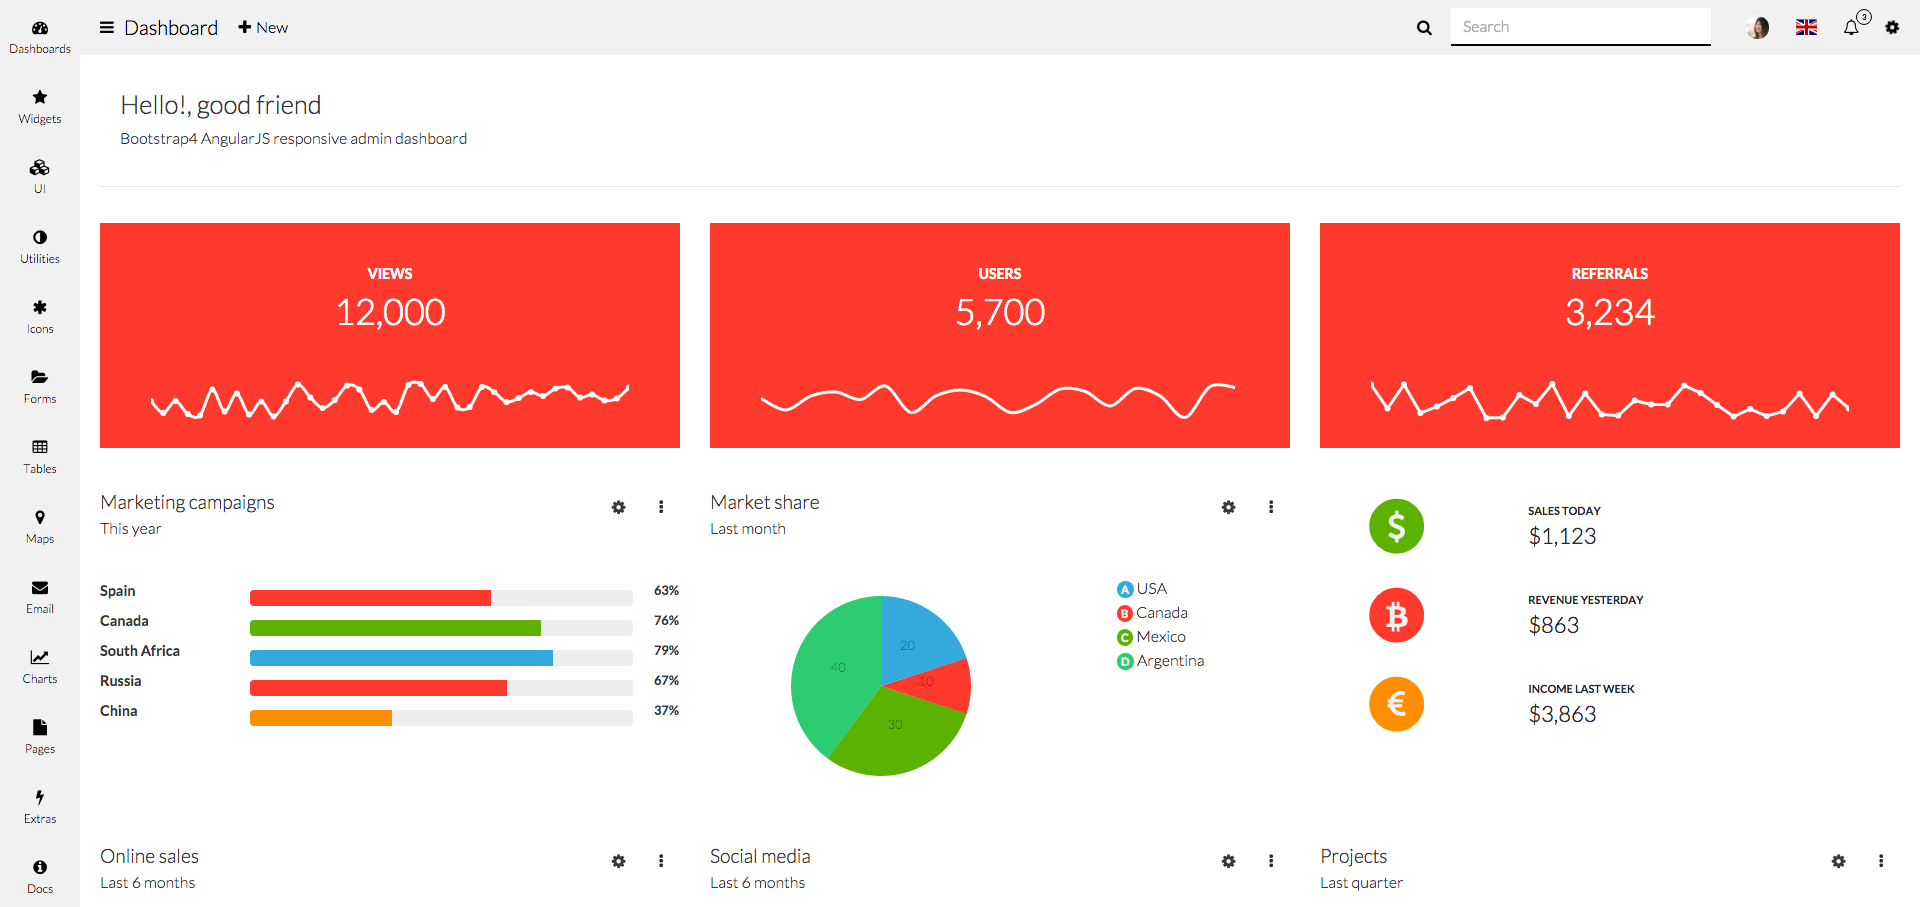 Dashboards
Widgets
UI
Utilities
Icons
Forms
Tables
Maps
Email
Charts
Pages
Extras
Docs
Dashboard
New
Search
3
Hello!, good friend
Bootstrap4 AngularJS responsive admin dashboard
VIEWS
12,000
USERS
5,700
REFERRALS
3,234
Marketing campaigns
This year
Spain 63%
Canada 76%
South Africa 79%
Russia 67%
China 37%
Market share
Last month
20
10
30
40
A USA
B Canada
C Mexico
D Argentina
SALES TODAY
$1,123
REVENUE YESTERDAY
$863
INCOME LAST WEEK
$3,863
Online sales
Last 6 months
Social media
Last 6 months
Projects
Last quarter